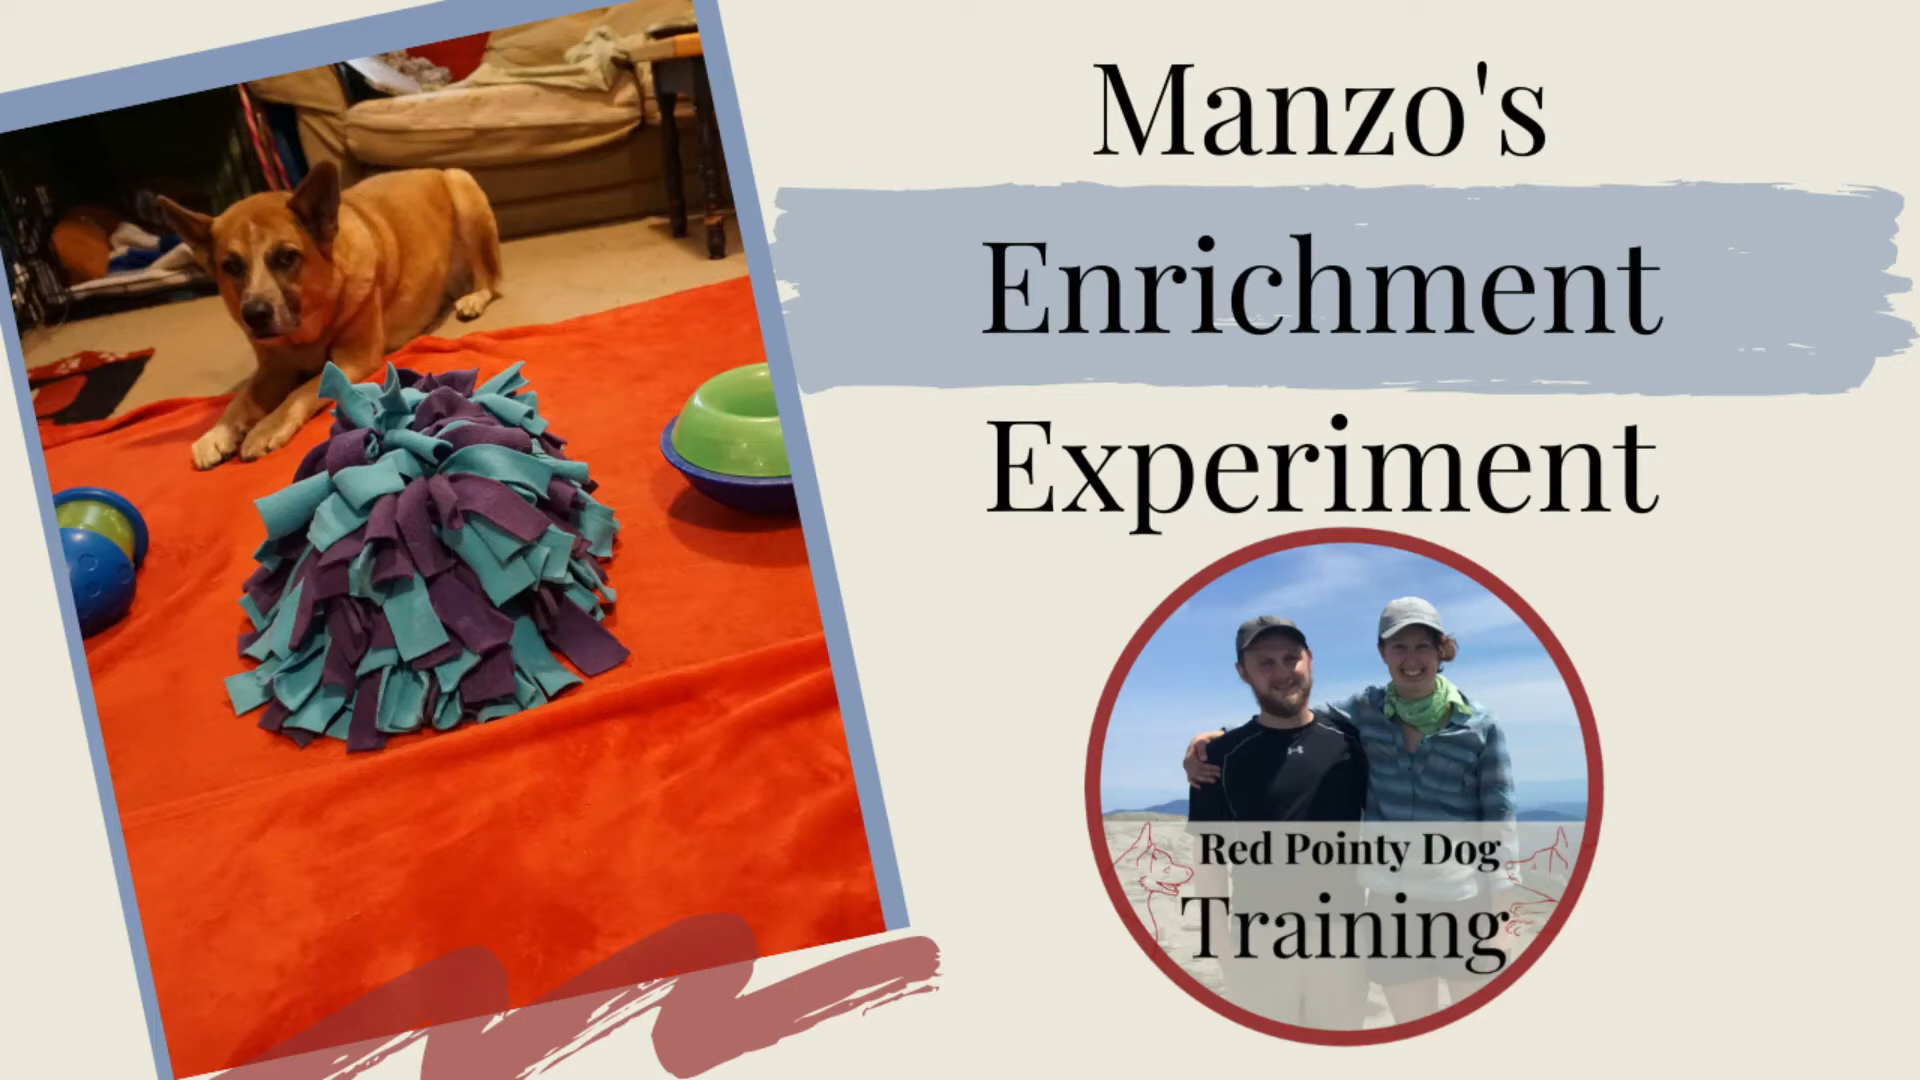 Manzo's
Enrichment
Experiment
Red Pointy Dog
Training